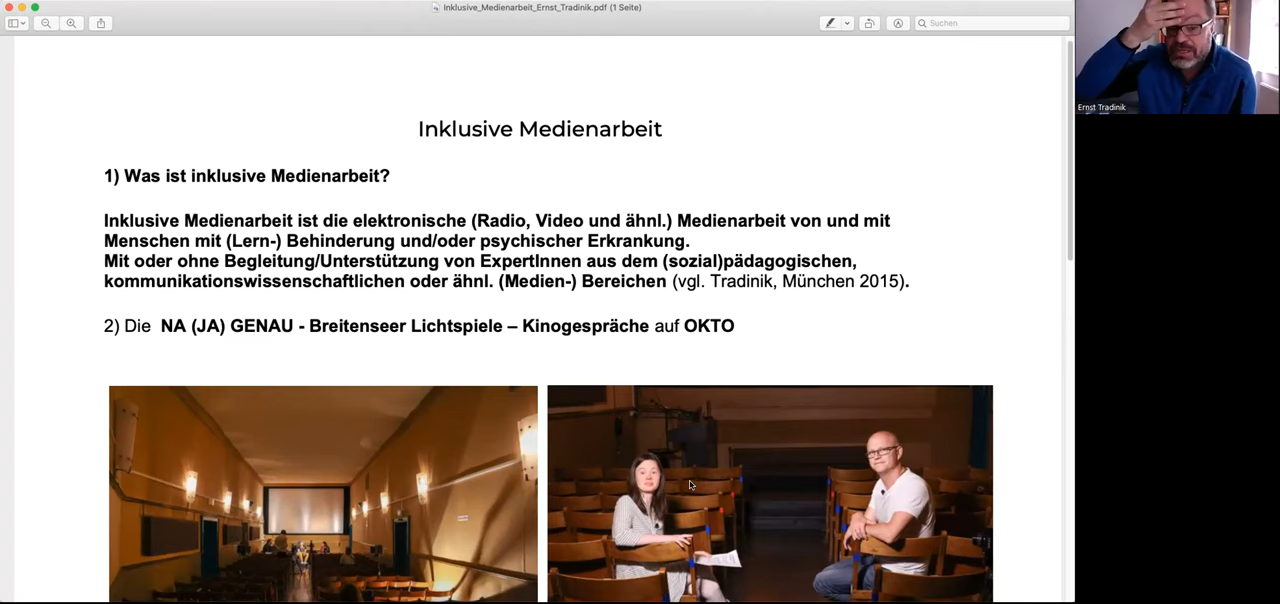 Inklusive_Medienarbeit_Ernst_Tradinik.pdf (1 Seite)
Suchen
Ernst Tradinik
Inklusive Medienarbeit
1) Was ist inklusive Medienarbeit?
Inklusive Medienarbeit ist die elektronische (Radio, Video und ähnl.) Medienarbeit von und mit
Menschen mit (Lern-) Behinderung und/oder psychischer Erkrankung.
Mit oder ohne Begleitung/Unterstützung von ExpertInnen aus dem (sozial)pädagogischen,
kommunikationswissenschaftlichen oder ähnl. (Medien-) Bereichen (vgl. Tradinik, München 2015).
2) Die NA (JA) GENAU - Breitenseer Lichtspiele – Kinogespräche auf OKTO